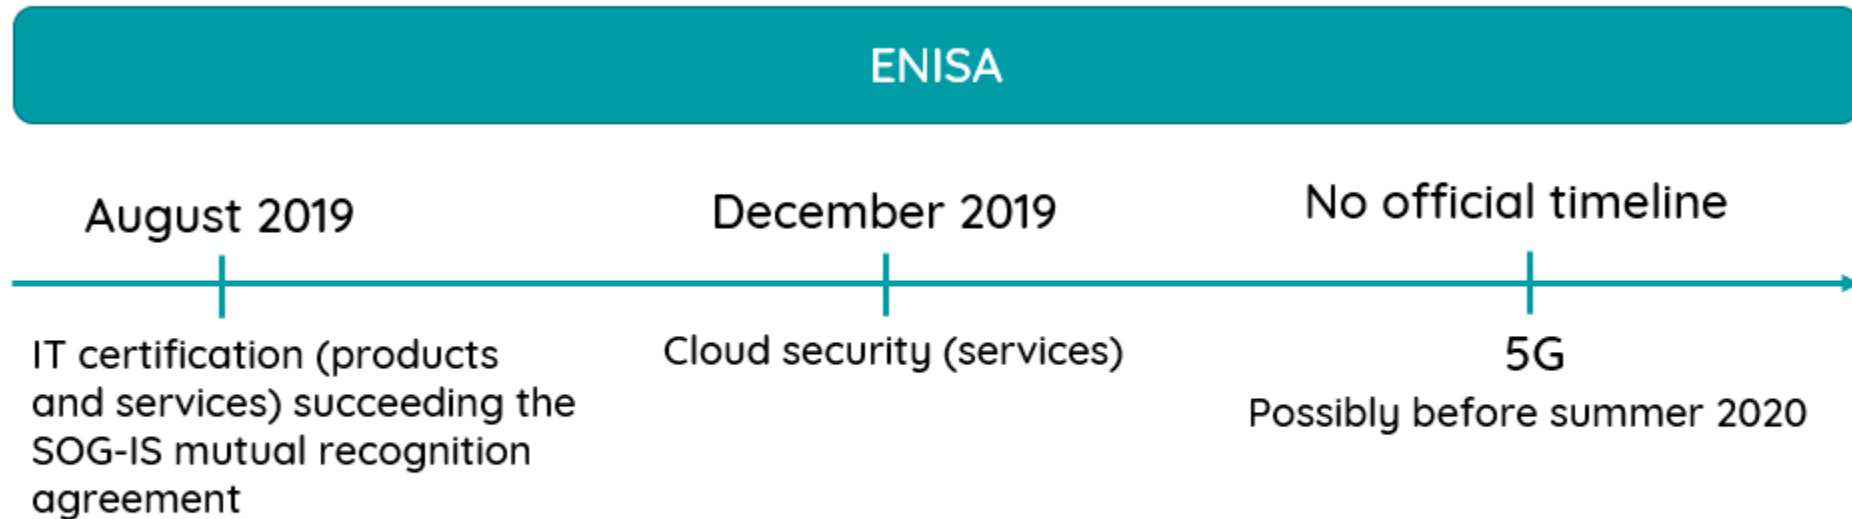 ENISA
August 2019
December 2019
No official timeline
IT certification (products
and services) succeeding the
SOG-IS mutual recognition
agreement
Cloud security (services)
5G
Possibly before summer 2020